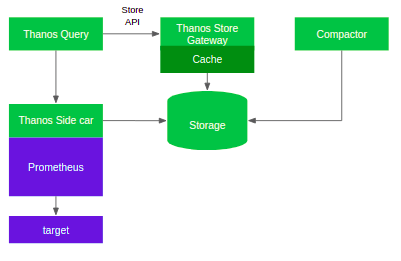 Store
API
Thanos Query
Thanos Store
Gateway
Cache
Compactor
Thanos Side car
Storage
Prometheus
target